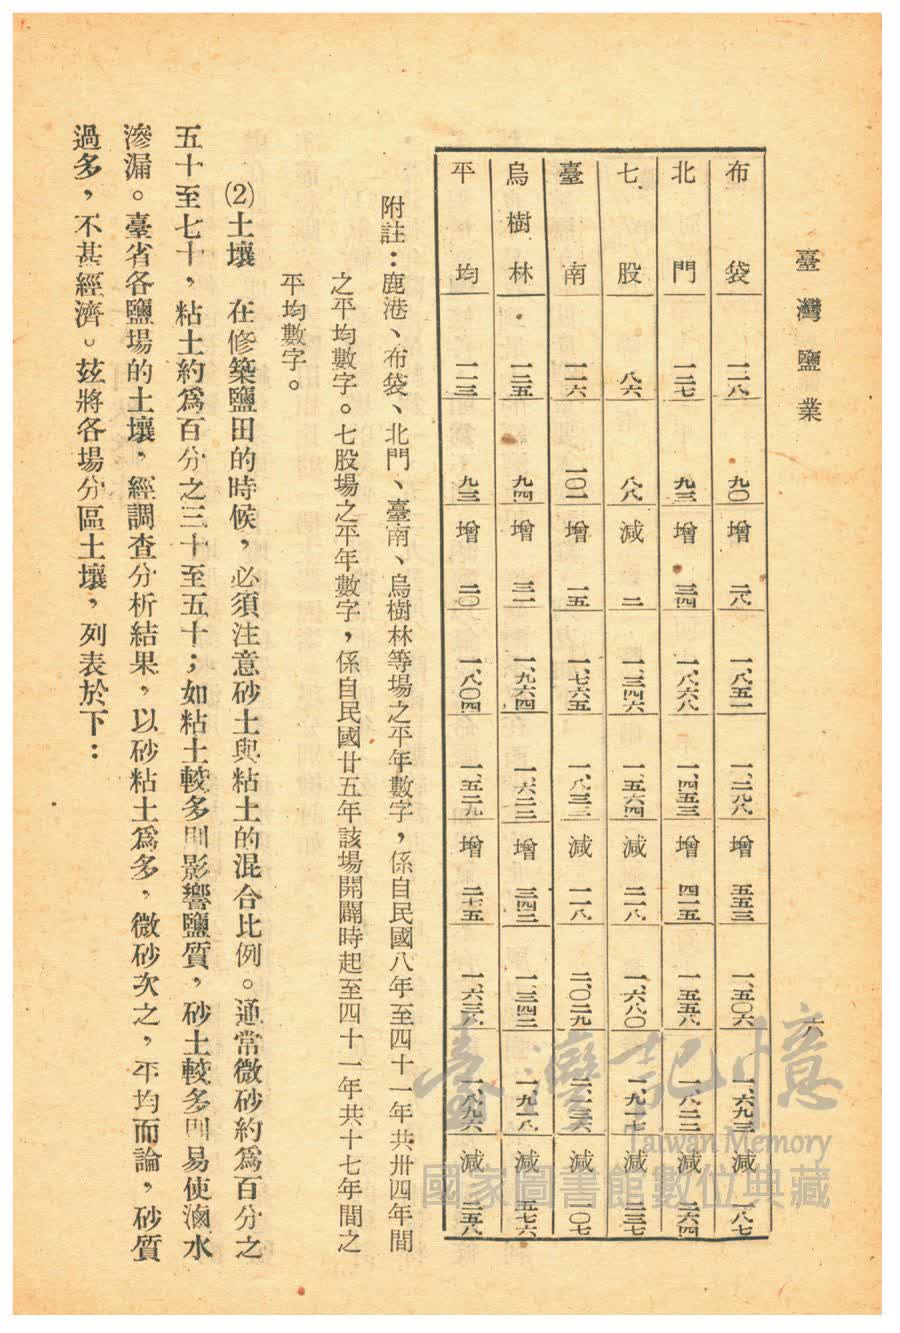 臺灣鹽業
六
布袋 一二八 九〇 增 三八 一、八五一 一、二九八 增 五五三 一、五〇六 一、六九三 減 一八七
北門 一二七 九三 增 三四 一、八六八 一、四五三 增 四一五 一、五五八 一、八二二 減 二六四
七股 八六 八八 減 二 一、三四六 一、五六四 減 二一八 一、六八〇 一、九一七 減 二三七
臺南 一一六 一〇一 增 一五 一、七六五 一、八三三 減 一一八 二、〇二九 二、一三六 減 一〇七
烏樹林 一二五 九四 增 三一 一、九六四 一、六二二 增 三四二 一、三四二 一、九一八 減 五七六
平均 一一三 九三 增 二〇 一、八〇四 一、五二九 增 二七五 一、六三八 一、八九六 減 二五八
附註：鹿港、布袋、北門、臺南、烏樹林等場之平年數字，係自民國八年至四十一年共卅四年間
之平均數字。七股場之平年數字，係自民國廿五年該場開闢時起至四十一年共十七年間之
平均數字。
(2)土壤　在修築鹽田的時候，必須注意砂土與粘土的混合比例。通常微砂約爲百分之
五十至七十，粘土約爲百分之三十至五十；如粘土較多則影響鹽質，砂土較多則易使滷水
滲漏。臺省各鹽場的土壤，經調查分析結果，以砂粘土爲多，微砂次之，平均而論，砂質
過多，不甚經濟。玆將各場分區土壤，列表於下：
臺灣記憶
Taiwan Memory
國家圖書館數位典藏